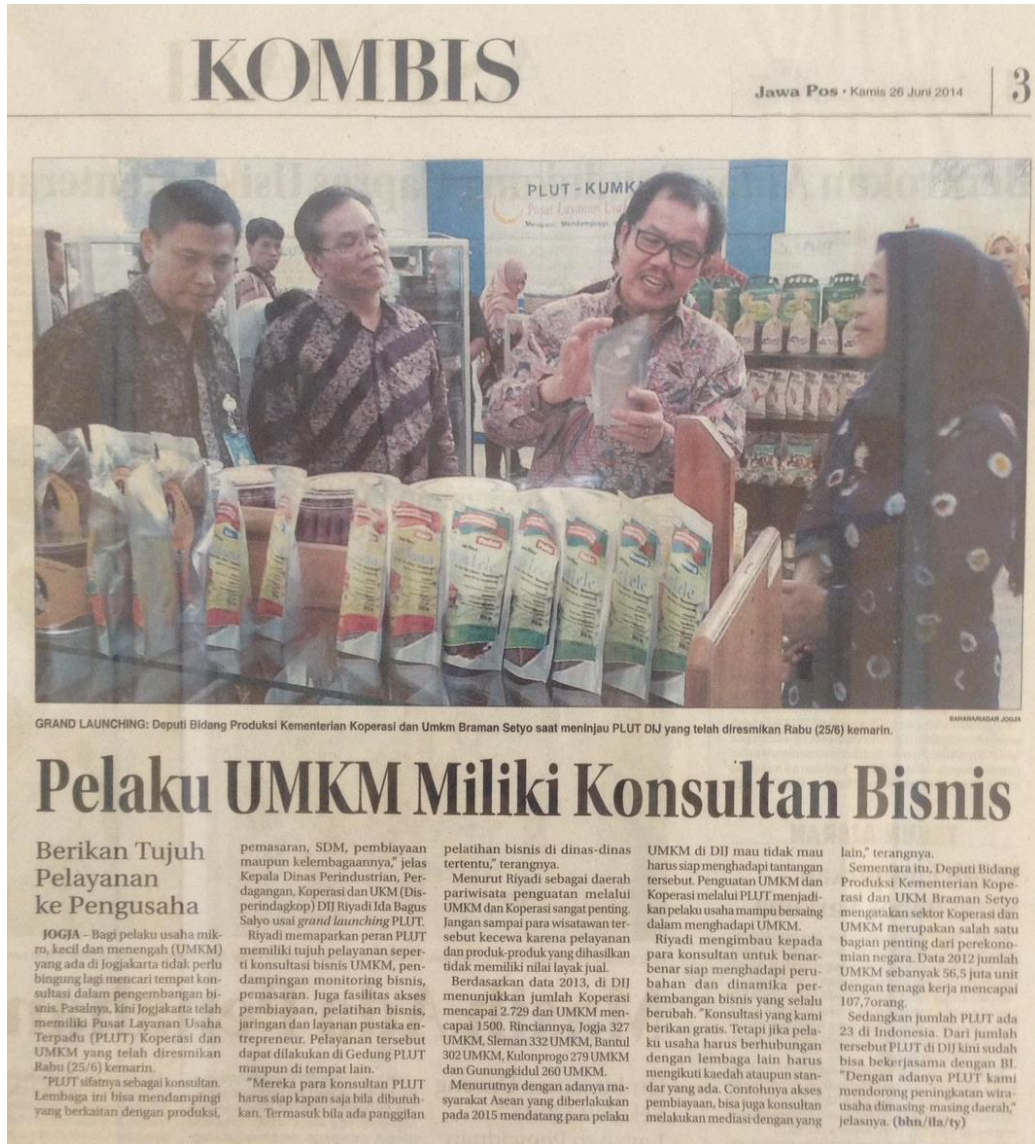 KOMBIS
Jawa Pos • Kamis 26 Juni 2014
3
PLUT - KUMKM
Pusat Layanan Usaha
PLUT
BAHANA/RADAR JOGJA
GRAND LAUNCHING: Deputi Bidang Produksi Kementerian Koperasi dan Umkm Braman Setyo saat meninjau PLUT DIJ yang telah diresmikan Rabu (25/6) kemarin.
Pelaku UMKM Miliki Konsultan Bisnis
Berikan Tujuh
Pelayanan
ke Pengusaha
JOGJA – Bagi pelaku usaha mik-
ro, kecil dan menengah (UMKM)
yang ada di Jogjakarta tidak perlu
bingung lagi mencari tempat kon-
sultasi dalam pengembangan bi-
snis. Pasalnya, kini Jogjakarta telah
memiliki Pusat Layanan Usaha
Terpadu (PLUT) Koperasi dan
UMKM yang telah diresmikan
Rabu (25/6) kemarin.
"PLUT sifatnya sebagai konsultan.
Lembaga ini bisa mendampingi
yang berkaitan dengan produksi,
pemasaran, SDM, pembiayaan
maupun kelembagaannya," jelas
Kepala Dinas Perindustrian, Per-
dagangan, Koperasi dan UKM (Dis-
perindagkop) DIJ Riyadi Ida Bagus
Salyo usai grand launching PLUT.
Riyadi memaparkan peran PLUT
memiliki tujuh pelayanan seper-
ti konsultasi bisnis UMKM, pen-
dampingan monitoring bisnis,
pemasaran. Juga fasilitas akses
pembiayaan, pelatihan bisnis,
jaringan dan layanan pustaka en-
trepreneur. Pelayanan tersebut
dapat dilakukan di Gedung PLUT
maupun di tempat lain.
"Mereka para konsultan PLUT
harus siap kapan saja bila dibutuh-
kan. Termasuk bila ada panggilan
pelatihan bisnis di dinas-dinas
tertentu," terangnya.
Menurut Riyadi sebagai daerah
pariwisata penguatan melalui
UMKM dan Koperasi sangat penting.
Jangan sampai para wisatawan ter-
sebut kecewa karena pelayanan
dan produk-produk yang dihasilkan
tidak memiliki nilai layak jual.
Berdasarkan data 2013, di DIJ
menunjukkan jumlah Koperasi
mencapai 2.729 dan UMKM men-
capai 1500. Rinciannya, Jogja 327
UMKM, Sleman 332 UMKM, Bantul
302 UMKM, Kulonprogo 279 UMKM
dan Gunungkidul 260 UMKM.
Menurutnya dengan adanya ma-
syarakat Asean yang diberlakukan
pada 2015 mendatang para pelaku
UMKM di DIJ mau tidak mau
harus siap menghadapi tantangan
tersebut. Penguatan UMKM dan
Koperasi melalui PLUT menjadi-
kan pelaku usaha mampu bersaing
dalam menghadapi UMKM.
Riyadi mengimbau kepada
para konsultan untuk benar-
benar siap menghadapi peru-
bahan dan dinamika per-
kembangan bisnis yang selalu
berubah. "Konsultasi yang kami
berikan gratis. Tetapi jika pela-
ku usaha harus berhubungan
dengan lembaga lain harus
mengikuti kaedah ataupun stan-
dar yang ada. Contohnya akses
pembiayaan, bisa juga konsultan
melakukan mediasi dengan yang
lain," terangnya.
Sementara itu, Deputi Bidang
Produksi Kementerian Kope-
rasi dan UKM Braman Setyo
mengatakan sektor Koperasi dan
UMKM merupakan salah satu
bagian penting dari perekono-
mian negara. Data 2012 jumlah
UMKM sebanyak 56,5 juta unit
dengan tenaga kerja mencapai
107,7orang.
Sedangkan jumlah PLUT ada
23 di Indonesia. Dari jumlah
tersebut PLUT di DIJ kini sudah
bisa bekerjasama dengan BI.
"Dengan adanya PLUT kami
mendorong peningkatan wira-
usaha dimasing-masing daerah,"
jelasnya. (bhn/ila/ty)